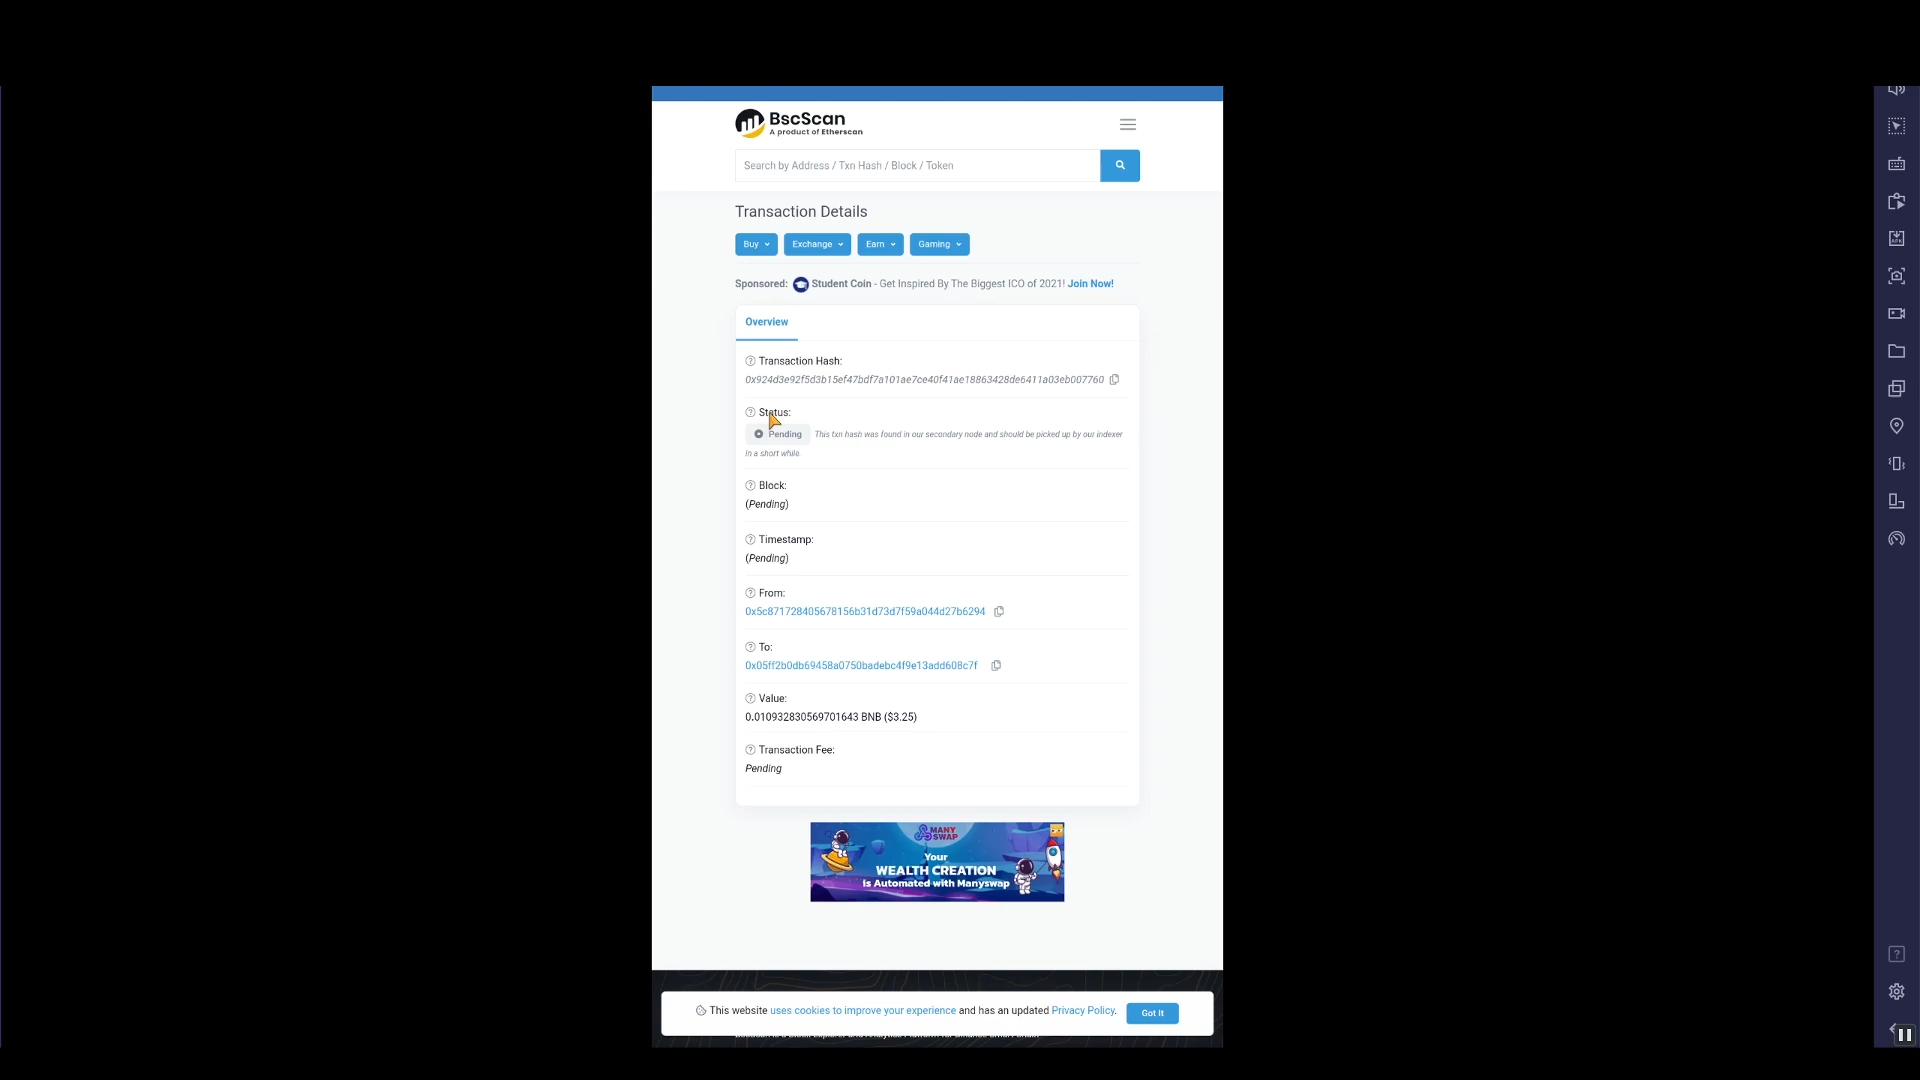 BscScan
A product of Etherscan
Search by Address / Txn Hash / Block / Token
Transaction Details
Buy
Exchange
Earn
Gaming
Sponsored: Student Coin - Get Inspired By The Biggest ICO of 2021! Join Now!
Overview
Transaction Hash:
0x924d3e92f5d3b15ef47bdf7a101ae7ce40f41ae18863428de6411a03eb007760
Status:
Pending This txn hash was found in our secondary node and should be picked up by our indexer
in a short while.
Block:
(Pending)
Timestamp:
(Pending)
From:
0x5c871728405678156b31d73d7f59a044d27b6294
To:
0x05ff2b0db69458a0750badebc4f9e13add608c7f
Value:
0.010932830569701643 BNB ($3.25)
Transaction Fee:
Pending
MANY
SWAP
Your
WEALTH CREATION
is Automated with Manyswap
This website uses cookies to improve your experience and has an updated Privacy Policy.
Got It